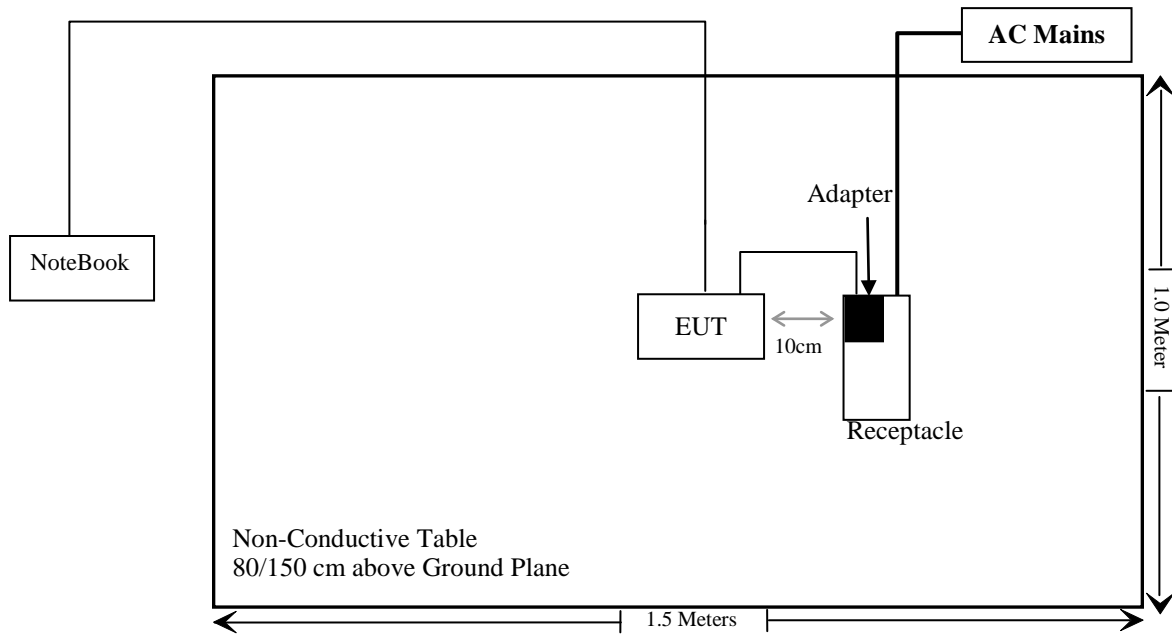 AC Mains
Adapter
NoteBook
EUT
10cm
1.0 Meter
Receptacle
Non-Conductive Table
80/150 cm above Ground Plane
1.5 Meters